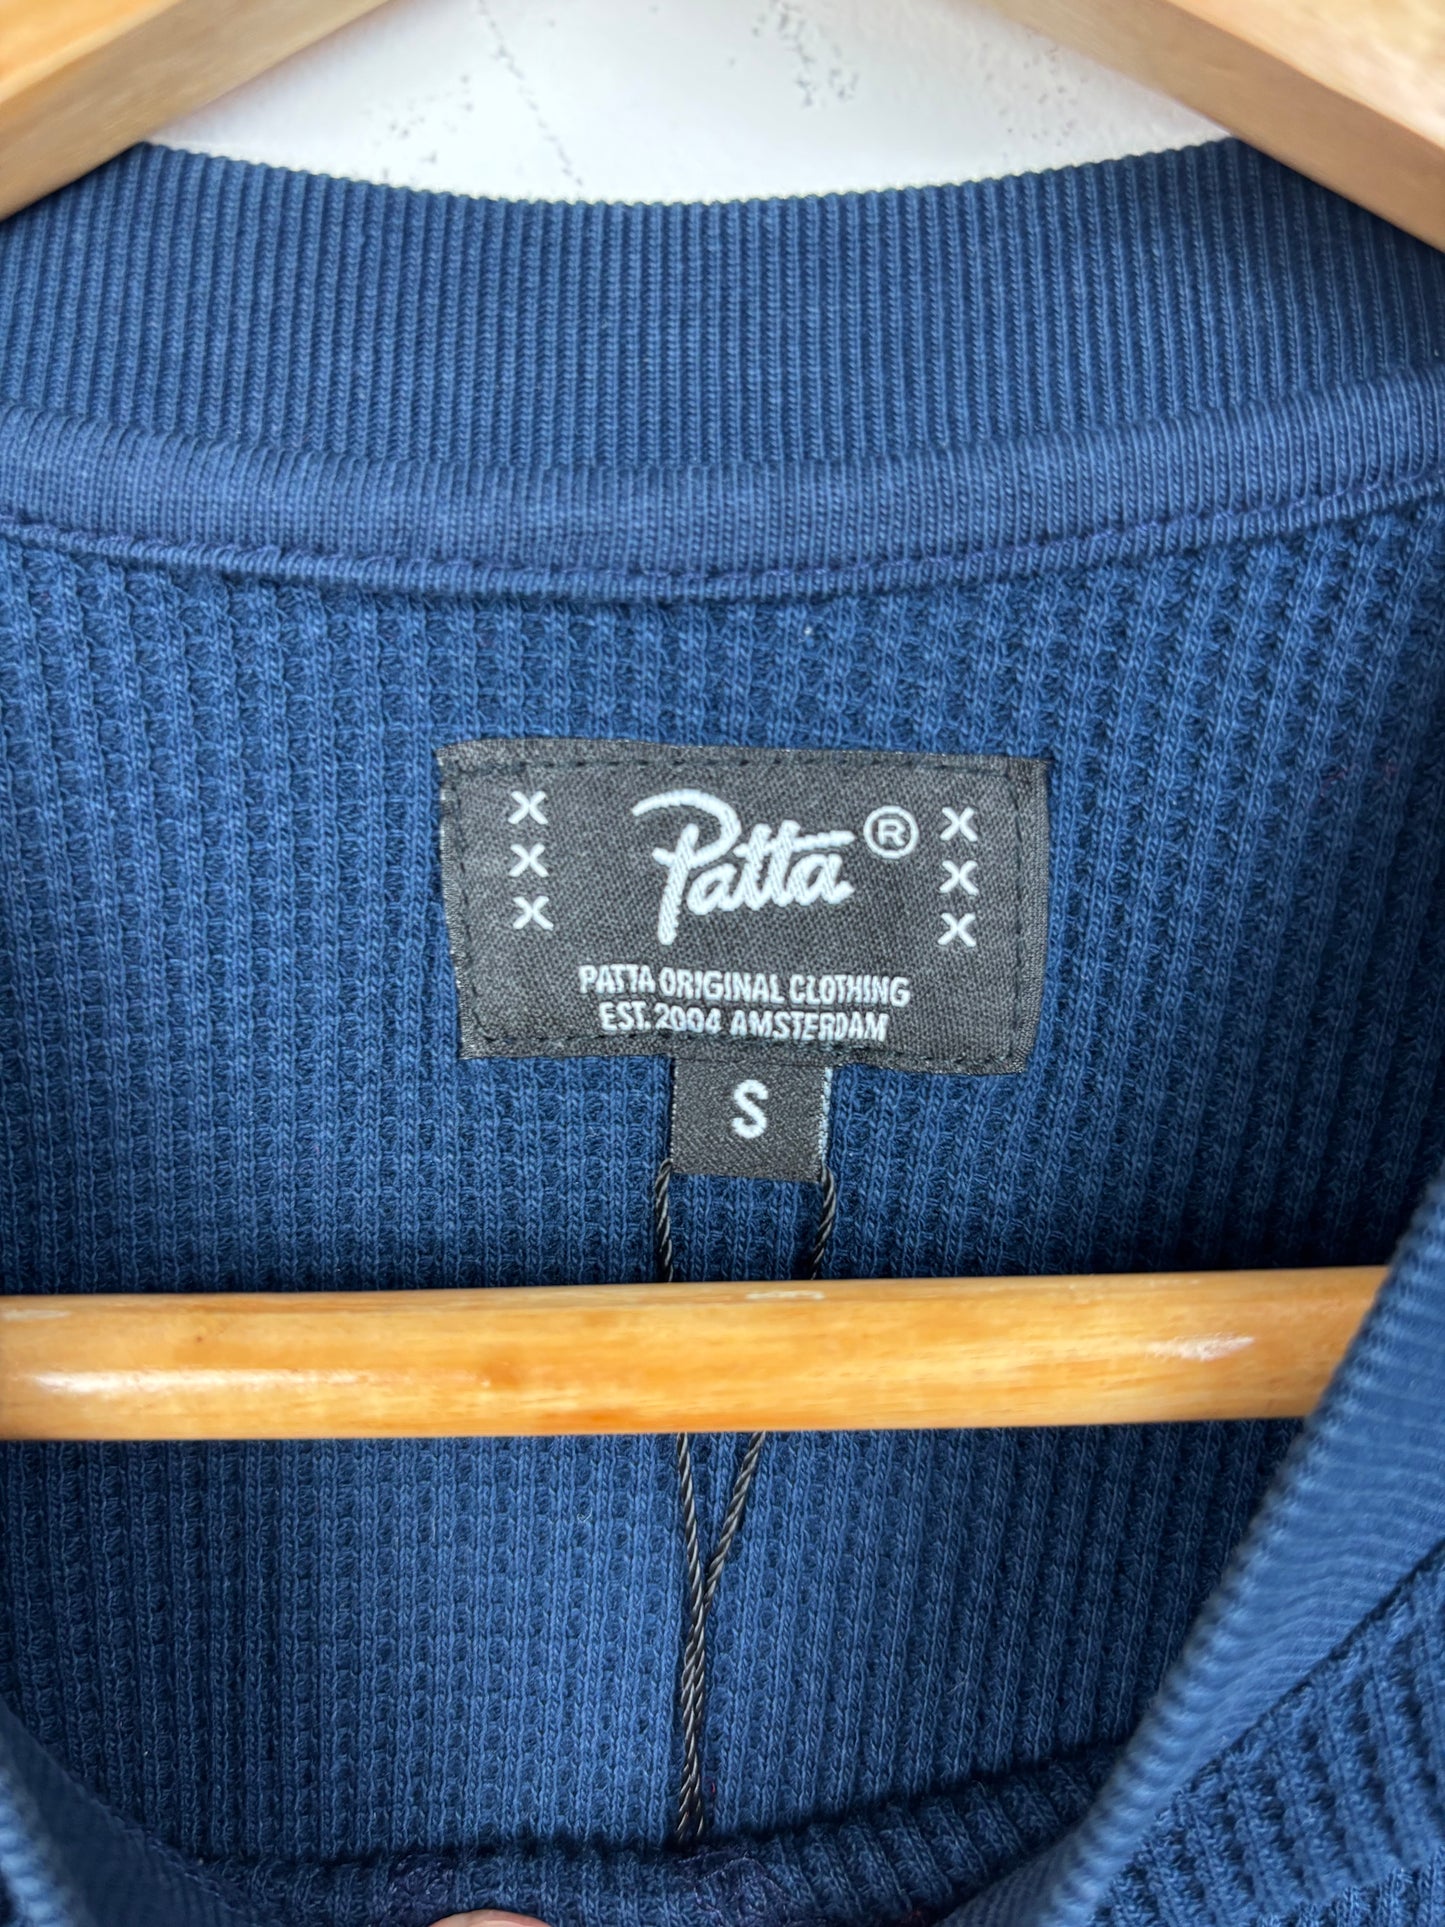 X Patta ® X
X X
X X
PATTA ORIGINAL CLOTHING
EST. 2004 AMSTERDAM
S